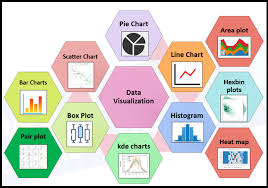 Pie Chart
Area plot
Scatter Chart
Line Chart
Bar Charts
Data
Visualization
Hexbin
plots
Box Plot
Histogram
Pair plot
kde charts
Heat map